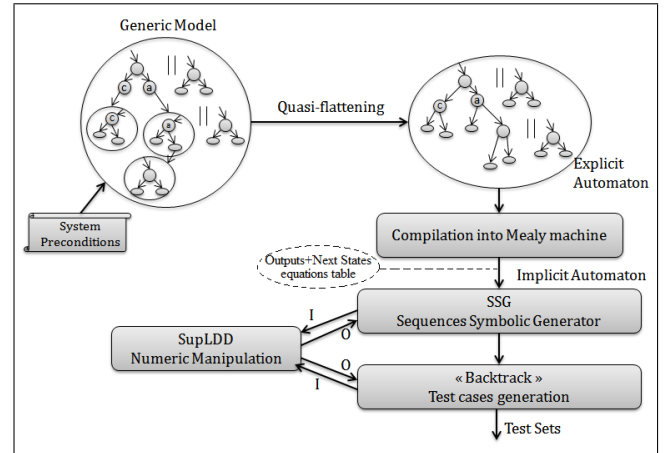 Generic Model
||
c
a
||
c
a
Quasi-flattening
||
c
a
||
Explicit
Automaton
System
Preconditions
Compilation into Mealy machine
Outputs+Next States
equations table
Implicit Automaton
SSG
Sequences Symbolic Generator
I
O
SupLDD
Numeric Manipulation
O
I
« Backtrack »
Test cases generation
Test Sets